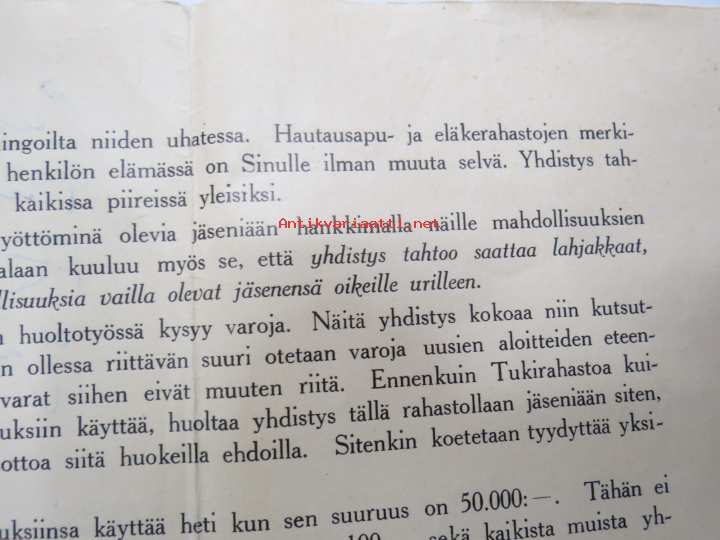 ingoilta niiden uhatessa. Hautausapu- ja eläkerahastojen merki-
henkilön elämässä on Sinulle ilman muuta selvä. Yhdistys tah-
kaikissa piireissä yleisiksi.
Antikvariaatti.net
yöttöminä olevia jäseniään hankkimalla näille mahdollisuuksien
alaan kuuluu myös se, että yhdistys tahtoo saattaa lahjakkaat,
llisuuksia vailla olevat jäsenensä oikeille urilleen.
huoltotyössä kysyy varoja. Näitä yhdistys kokoaa niin kutsut-
n ollessa riittävän suuri otetaan varoja uusien aloitteiden eteen-
varat siihen eivät muuten riitä. Ennenkuin Tukirahastoa kui-
uksiin käyttää, huoltaa yhdistys tällä rahastollaan jäseniään siten,
ottoa siitä huokeilla ehdoilla. Sitenkin koetetaan tyydyttää yksi-
uksiinsa käyttää heti kun sen suuruus on 50.000:—. Tähän ei
100 sekä kaikista muista yh-